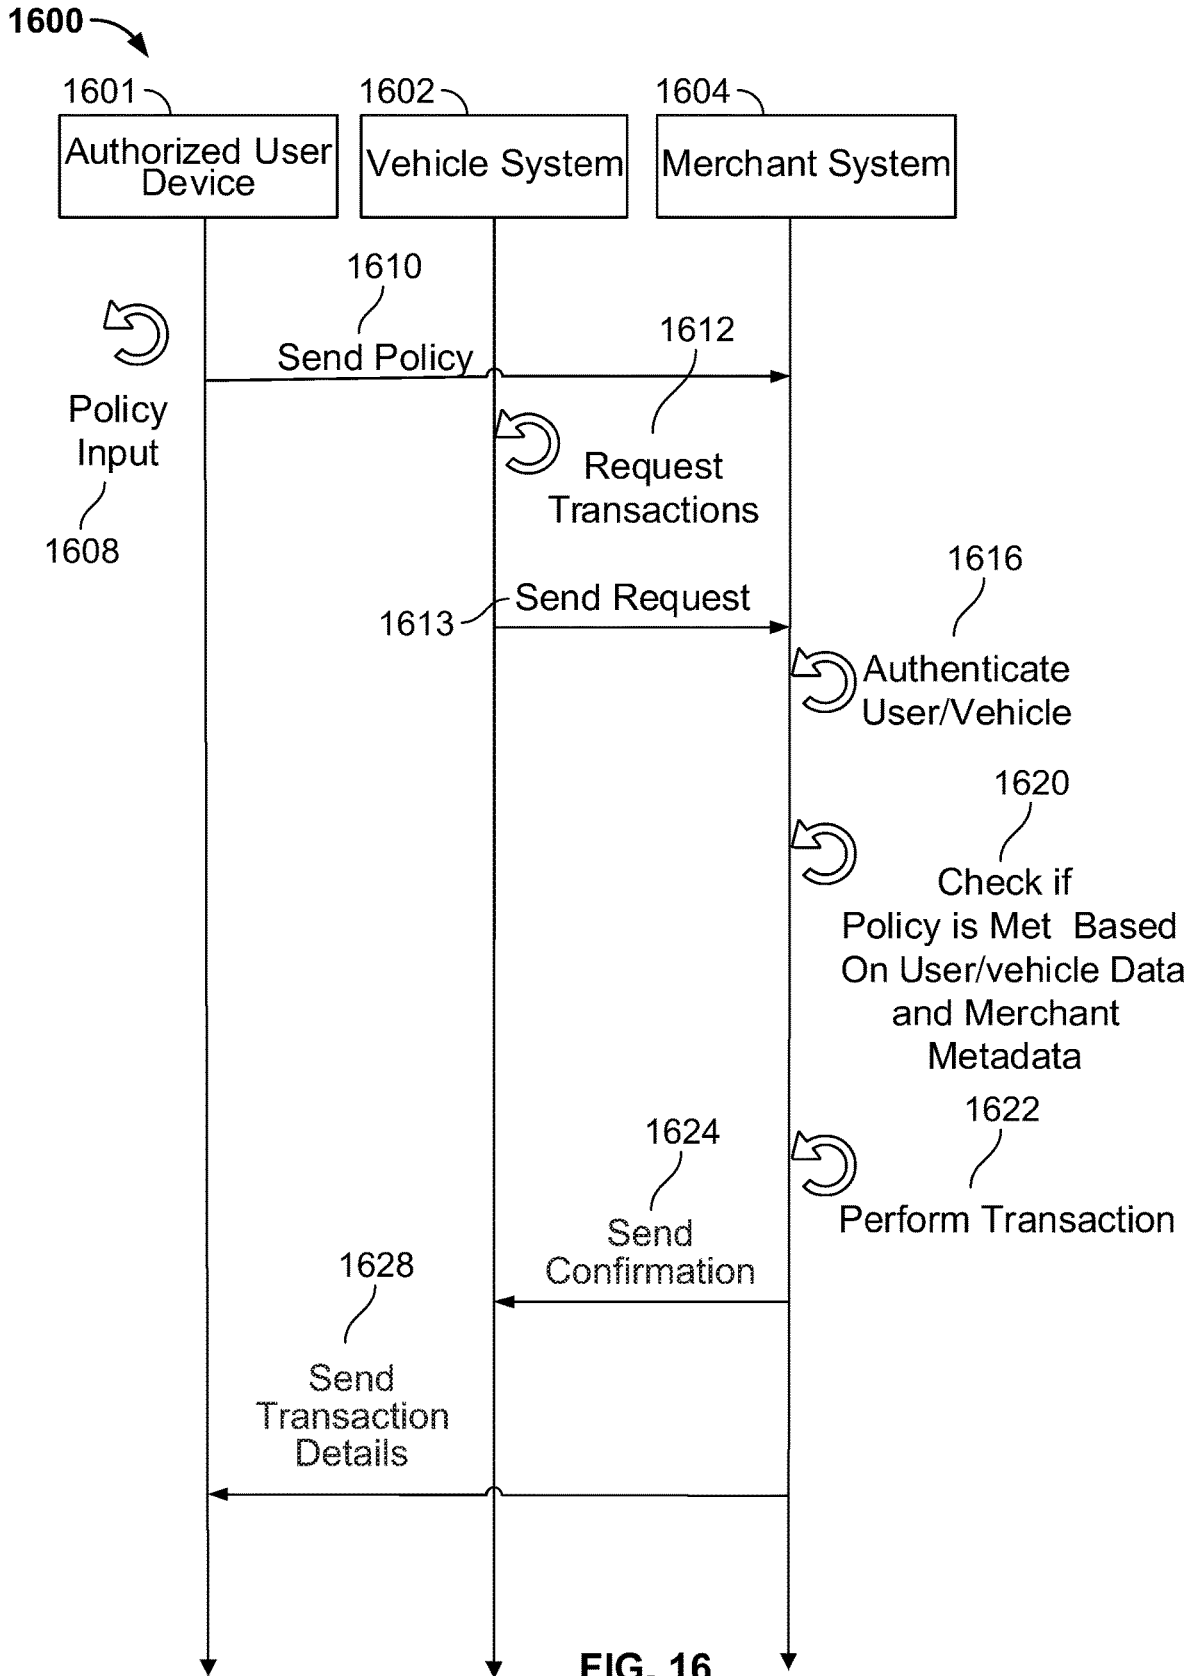 1600
1601
1602
1604
Authorized User
Device
Vehicle System
Merchant System
1610
Send Policy
1612
Policy
Input
1608
Request
Transactions
1613
Send Request
1616
Authenticate
User/Vehicle
1620
Check if
Policy is Met Based
On User/vehicle Data
and Merchant
Metadata
1622
Perform Transaction
1624
Send
Confirmation
1628
Send
Transaction
Details
FIG. 16